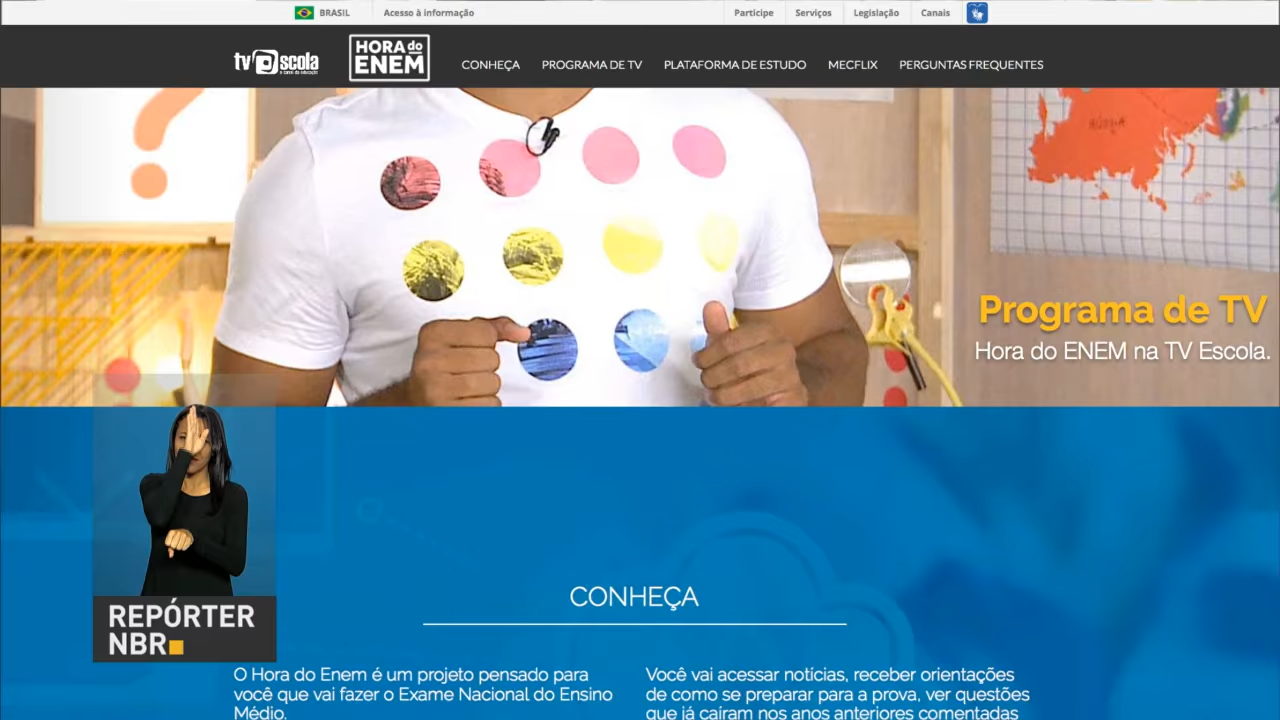 BRASIL
Acesso à informação
Participe
Serviços
Legislação
Canais
tv escola
o canal da educação
HORA do
ENEM
CONHEÇA
PROGRAMA DE TV
PLATAFORMA DE ESTUDO
MECFLIX
PERGUNTAS FREQUENTES
?
RÚSSIA
Programa de TV
Hora do ENEM na TV Escola.
CONHEÇA
REPÓRTER
NBR
O Hora do Enem é um projeto pensado para
você que vai fazer o Exame Nacional do Ensino
Médio.
Você vai acessar notícias, receber orientações
de como se preparar para a prova, ver questões
que já caíram nos anos anteriores comentadas